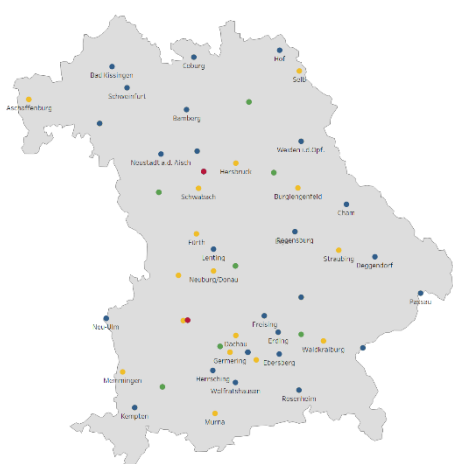 Hof
Coburg
Bad Kissingen
Selb
Schweinfurt
Aschaffenburg
Bamberg
Weiden i.d.Opf.
Neustadt a.d. Aisch
Hersbruck
Schwabach
Burglengenfeld
Cham
Fürth
Regensburg
Lenting
Straubing
Deggendorf
Neuburg/Donau
Passau
Neu-Ulm
Freising
Erding
Dachau
Waldkraiburg
Germering
Ebersberg
Memmingen
Herrsching
Wolfratshausen
Rosenheim
Kempten
Murna